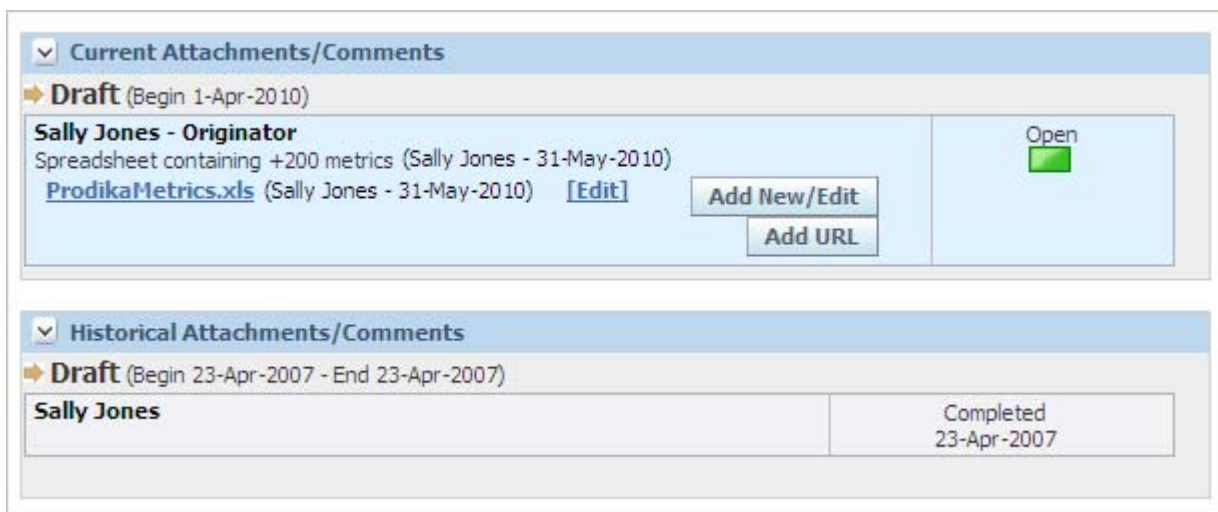 Current Attachments/Comments
Draft (Begin 1-Apr-2010)
Sally Jones - Originator
Open
Spreadsheet containing +200 metrics (Sally Jones - 31-May-2010)
ProdikaMetrics.xls (Sally Jones - 31-May-2010) [Edit]
Add New/Edit
Add URL
Historical Attachments/Comments
Draft (Begin 23-Apr-2007 - End 23-Apr-2007)
Sally Jones
Completed
23-Apr-2007